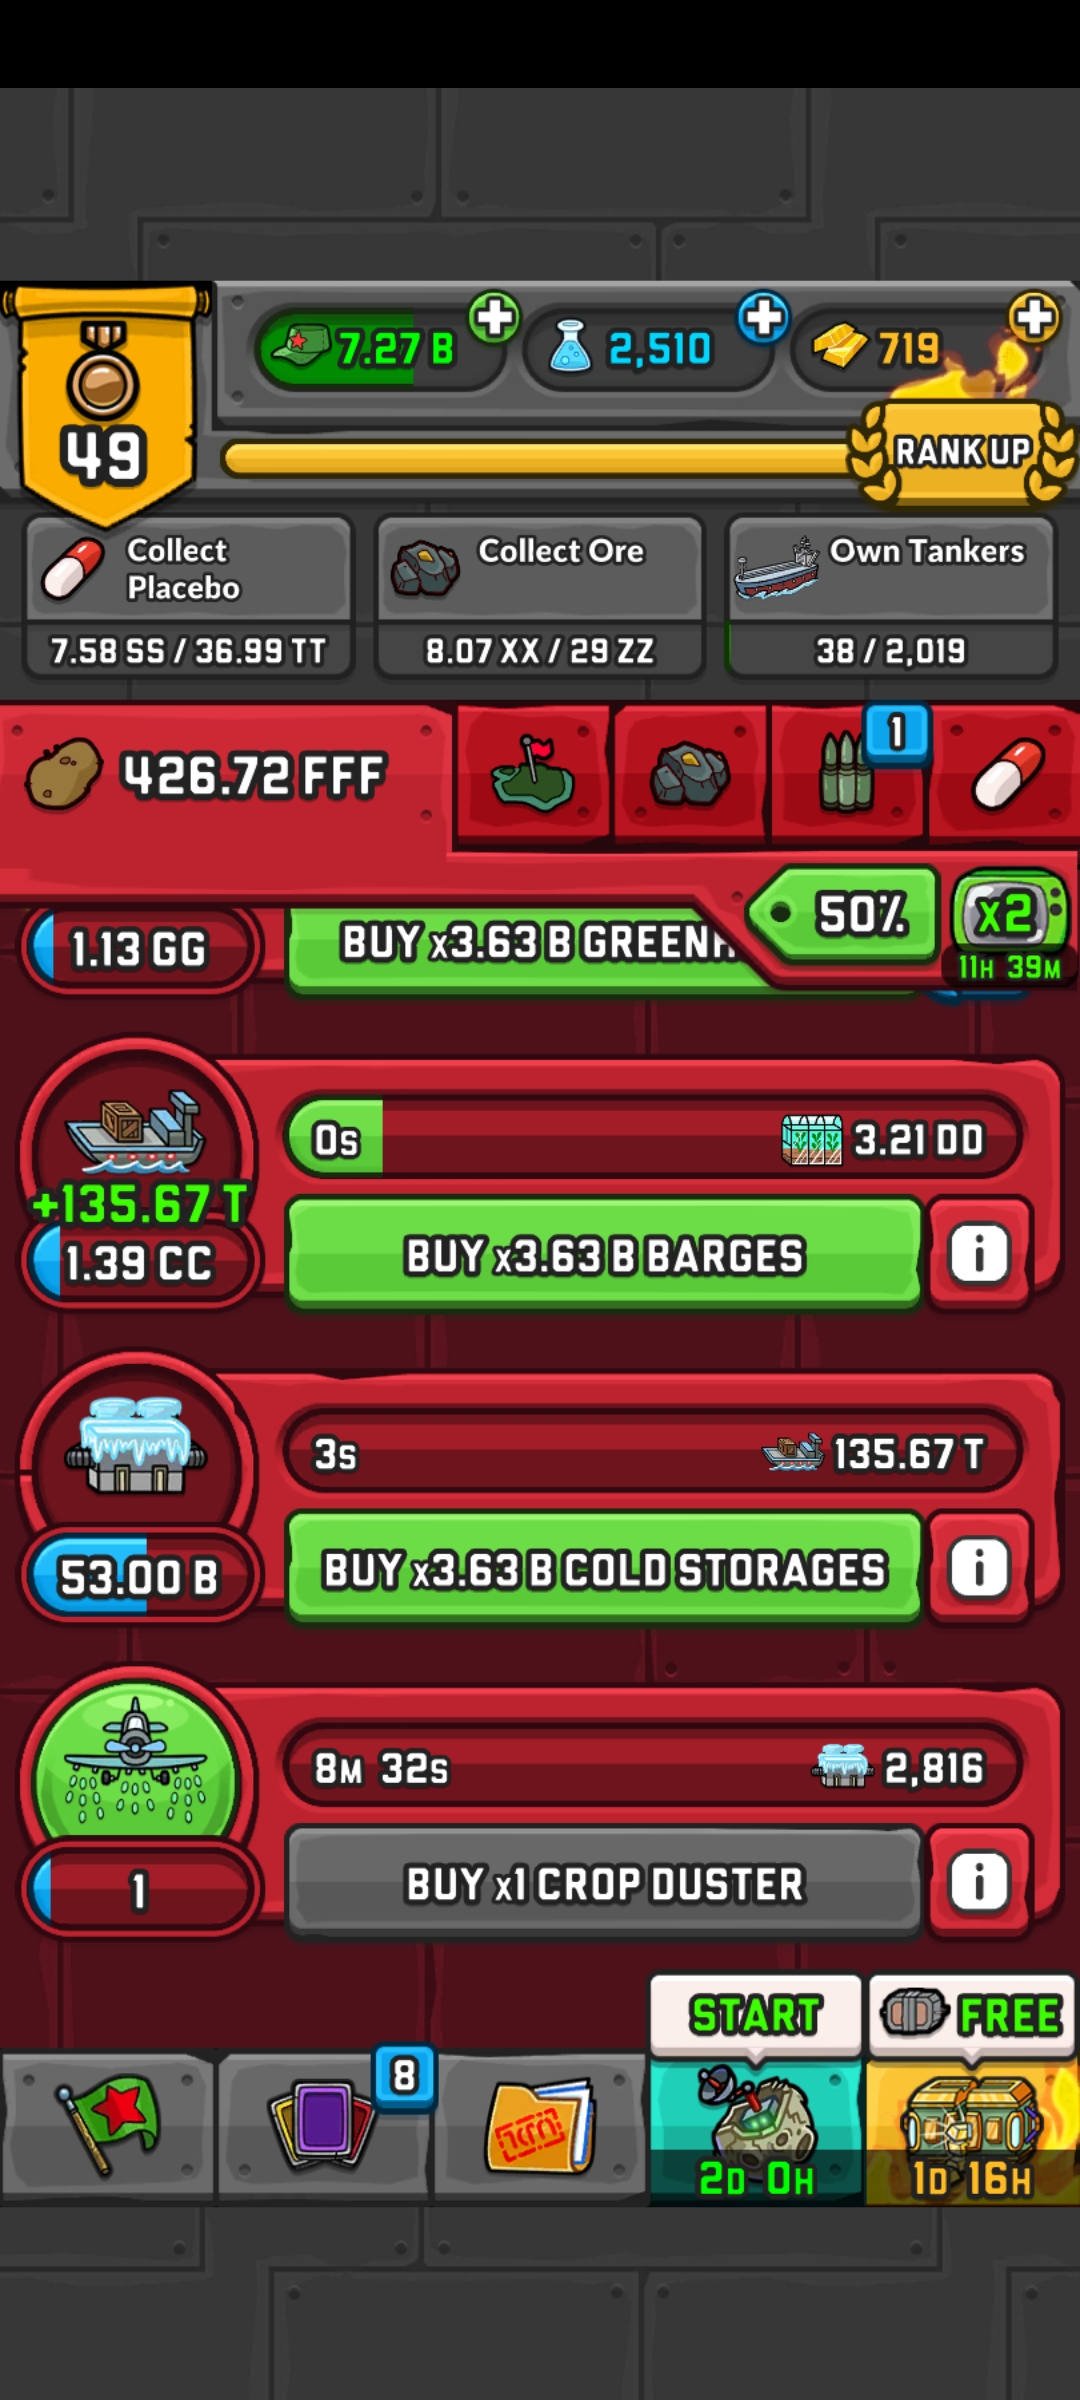 7.27 B
2,510
719
49
RANK UP
Collect
Placebo
7.58 SS / 36.99 TT
Collect Ore
8.07 XX / 29 ZZ
Own Tankers
38 / 2,019
426.72 FFF
1
50%
x2
11H 39M
1.13 GG
BUY x3.63 B GREENH
0s
3.21 DD
+135.67 T
1.39 CC
BUY x3.63 B BARGES
i
3s
135.67 T
53.00 B
BUY x3.63 B COLD STORAGES
i
8M 32s
2,816
1
BUY x1 CROP DUSTER
i
START
FREE
8
2D 0H
1D 16H